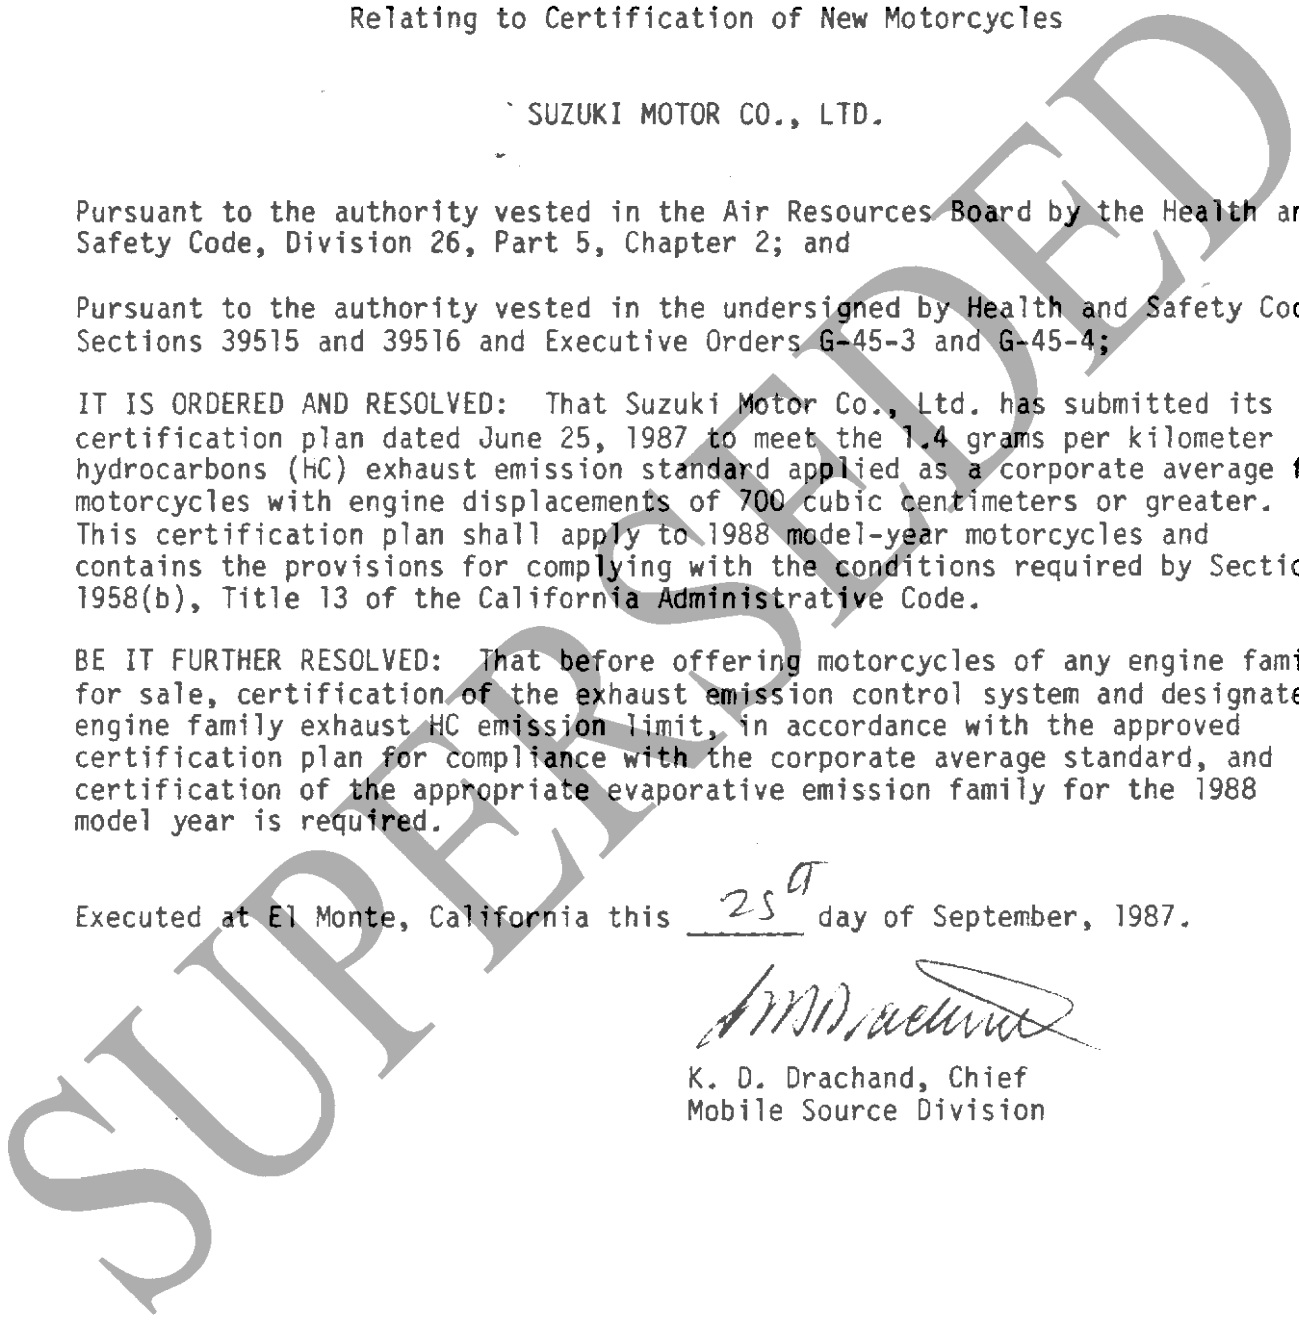 Relating to Certification of New Motorcycles
SUZUKI MOTOR CO., LTD.
Pursuant to the authority vested in the Air Resources Board by the Health an
Safety Code, Division 26, Part 5, Chapter 2; and
Pursuant to the authority vested in the undersigned by Health and Safety Cod
Sections 39515 and 39516 and Executive Orders G-45-3 and G-45-4;
IT IS ORDERED AND RESOLVED: That Suzuki Motor Co., Ltd. has submitted its
certification plan dated June 25, 1987 to meet the 1.4 grams per kilometer
hydrocarbons (HC) exhaust emission standard applied as a corporate average f
motorcycles with engine displacements of 700 cubic centimeters or greater.
This certification plan shall apply to 1988 model-year motorcycles and
contains the provisions for complying with the conditions required by Sectio
1958(b), Title 13 of the California Administrative Code.
BE IT FURTHER RESOLVED: That before offering motorcycles of any engine fami
for sale, certification of the exhaust emission control system and designate
engine family exhaust HC emission limit, in accordance with the approved
certification plan for compliance with the corporate average standard, and
certification of the appropriate evaporative emission family for the 1988
model year is required.
Executed at El Monte, California this 25 day of September, 1987.
K. D. Drachand, Chief
Mobile Source Division
SUPERSEDED